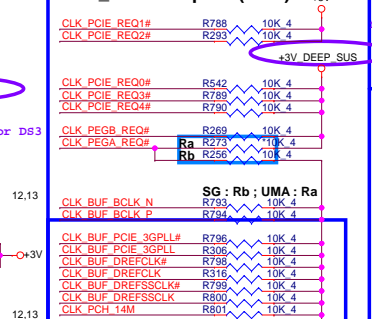 CLK_PCIE_REQ1# R788 10K_4
CLK_PCIE_REQ2# R293 10K_4
+3V_DEEP_SUS
CLK_PCIE_REQ0# R542 10K_4
CLK_PCIE_REQ3# R789 10K_4
CLK_PCIE_REQ4# R790 10K_4
or DS3
CLK_PEGB_REQ# R269 10K_4
CLK_PEGA_REQ# Ra R273 10K_4
Rb R256 10K_4
SG : Rb ; UMA : Ra
12,13 CLK_BUF_BCLK_N R793 10K_4
CLK_BUF_BCLK_P R794 10K_4
CLK_BUF_PCIE_3GPLL# R796 10K_4
CLK_BUF_PCIE_3GPLL R306 10K_4
+3V CLK_BUF_DREFCLK# R798 10K_4
CLK_BUF_DREFCLK R316 10K_4
CLK_BUF_DREFSSCLK# R799 10K_4
CLK_BUF_DREFSSCLK R800 10K_4
12,13 CLK_PCH_14M R801 10K_4